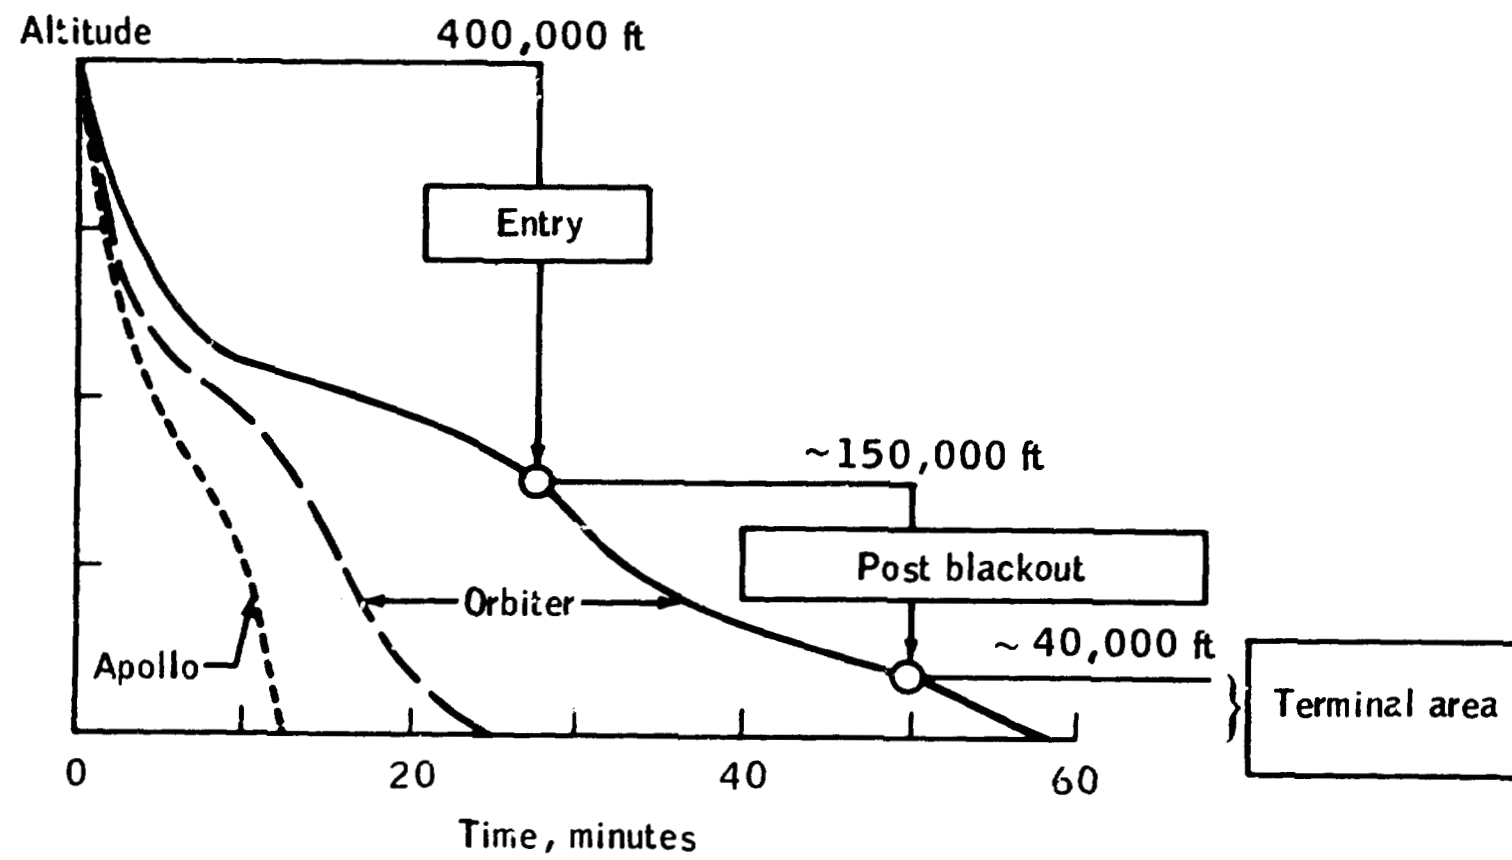 Altitude
400,000 ft
Entry
~150,000 ft
Post blackout
~ 40,000 ft
Terminal area
Orbiter
Apollo
0 20 40 60
Time, minutes